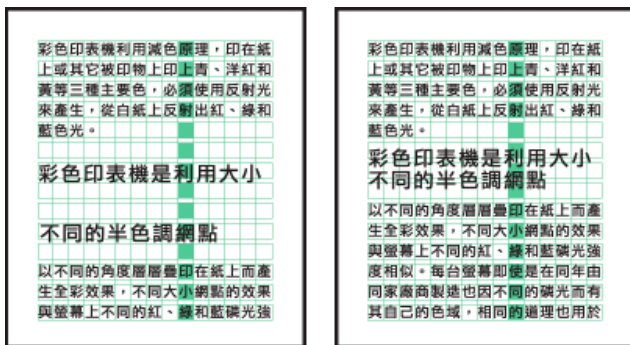 彩色印表機利用減色原理，印在紙
上或其它被印物上印上青、洋紅和
黃等三種主要色，必須使用反射光
來產生，從白紙上反射出紅、綠和
藍色光。
彩色印表機是利用大小
不同的半色調網點
以不同的角度層層疊印在紙上而產
生全彩效果，不同大小網點的效果
與螢幕上不同的紅、綠和藍磷光強
彩色印表機利用減色原理，印在紙
上或其它被印物上印上青、洋紅和
黃等三種主要色，必須使用反射光
來產生，從白紙上反射出紅、綠和
藍色光。
彩色印表機是利用大小
不同的半色調網點
以不同的角度層層疊印在紙上而產
生全彩效果，不同大小網點的效果
與螢幕上不同的紅、綠和藍磷光強
度相似。每台螢幕即使是在同年由
同家廠商製造也因不同的磷光而有
其自己的色域，相同的道理也用於